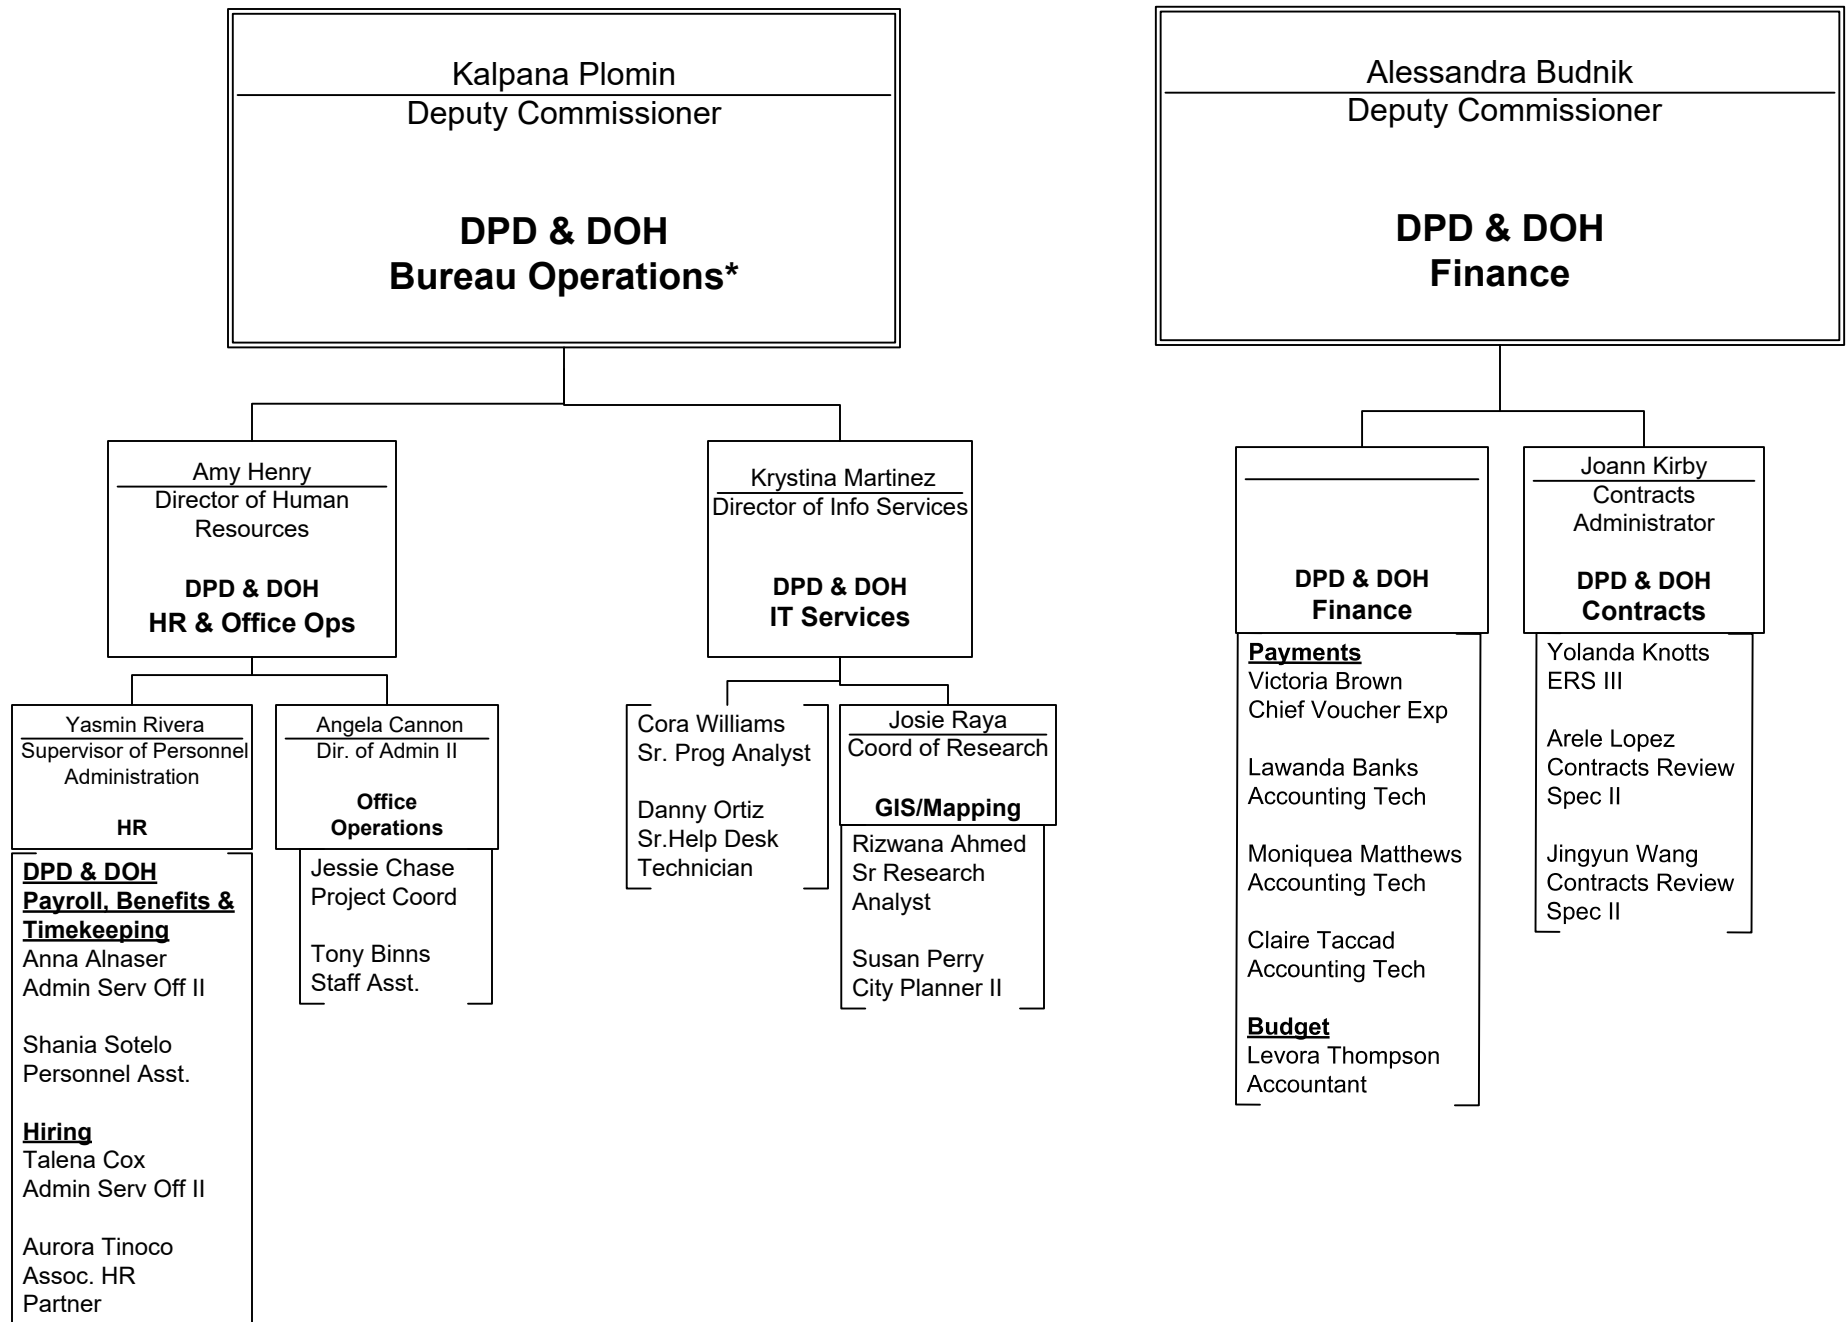 Kalpana Plomin
Deputy Commissioner
DPD & DOH
Bureau Operations*
Alessandra Budnik
Deputy Commissioner
DPD & DOH
Finance
Amy Henry
Director of Human
Resources
DPD & DOH
HR & Office Ops
Krystina Martinez
Director of Info Services
DPD & DOH
IT Services
DPD & DOH
Finance
Joann Kirby
Contracts
Administrator
DPD & DOH
Contracts
Yasmin Rivera
Supervisor of Personnel
Administration
HR
DPD & DOH
Payroll, Benefits &
Timekeeping
Anna Alnaser
Admin Serv Off II
Shania Sotelo
Personnel Asst.
Hiring
Talena Cox
Admin Serv Off II
Aurora Tinoco
Assoc. HR
Partner
Angela Cannon
Dir. of Admin II
Office
Operations
Jessie Chase
Project Coord
Tony Binns
Staff Asst.
Cora Williams
Sr. Prog Analyst
Danny Ortiz
Sr.Help Desk
Technician
Josie Raya
Coord of Research
GIS/Mapping
Rizwana Ahmed
Sr Research
Analyst
Susan Perry
City Planner II
Payments
Victoria Brown
Chief Voucher Exp
Lawanda Banks
Accounting Tech
Moniquea Matthews
Accounting Tech
Claire Taccad
Accounting Tech
Budget
Levora Thompson
Accountant
Yolanda Knotts
ERS III
Arele Lopez
Contracts Review
Spec II
Jingyun Wang
Contracts Review
Spec II